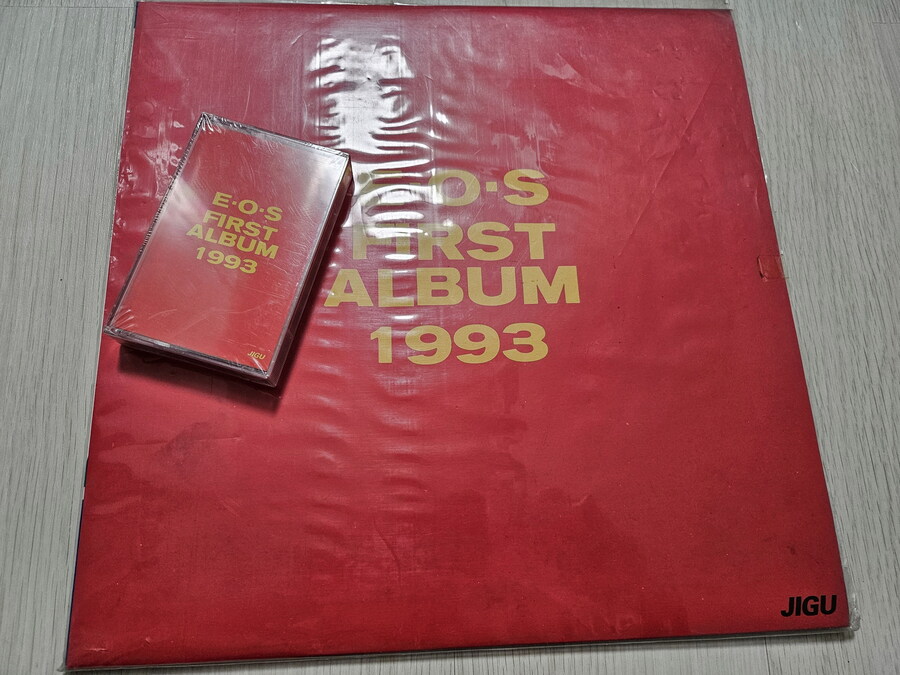 E·O·S
FIRST
ALBUM
1993
JIGU
E·O·S
FIRST
ALBUM
1993
JIGU